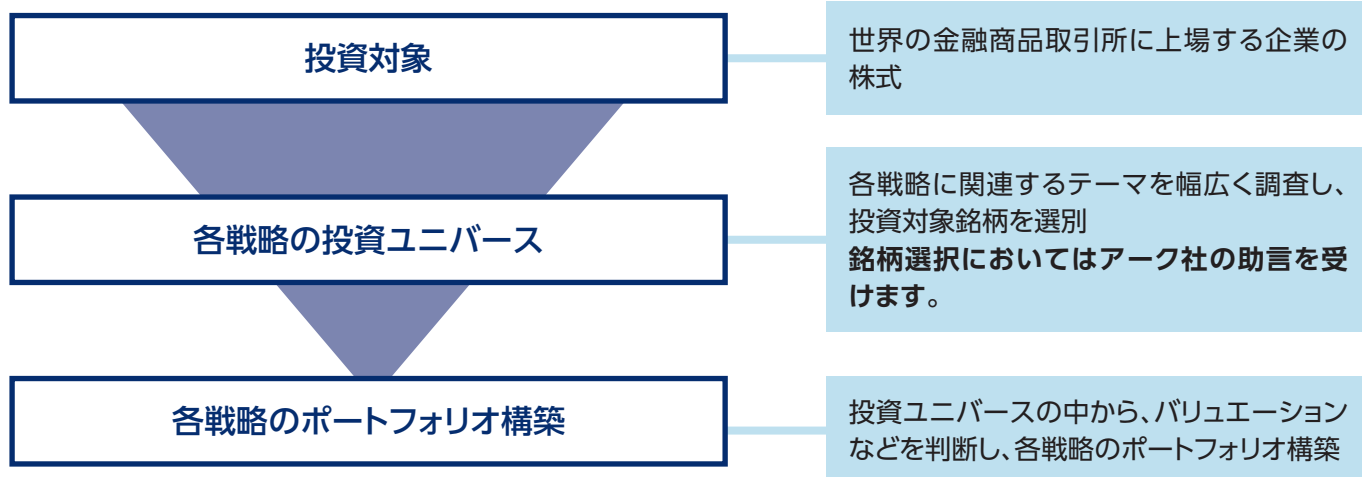 投資対象
世界の金融商品取引所に上場する企業の
株式
各戦略の投資ユニバース
各戦略に関連するテーマを幅広く調査し、
投資対象銘柄を選別
銘柄選択においてはアーク社の助言を受
けます。
各戦略のポートフォリオ構築
投資ユニバースの中から、バリュエーション
などを判断し、各戦略のポートフォリオ構築